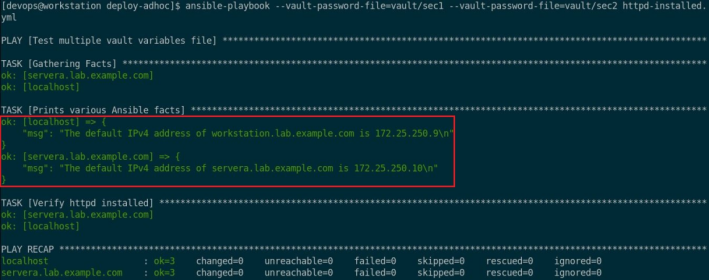 [devops@workstation deploy-adhoc]$ ansible-playbook --vault-password-file=vault/sec1 --vault-password-file=vault/sec2 httpd-installed.
yml
PLAY [Test multiple vault variables file] *************************************************************************
TASK [Gathering Facts] ********************************************************************************************
ok: [servera.lab.example.com]
ok: [localhost]
TASK [Prints various Ansible facts] *******************************************************************************
ok: [localhost] => {
    "msg": "The default IPv4 address of workstation.lab.example.com is 172.25.250.9\n"
}
ok: [servera.lab.example.com] => {
    "msg": "The default IPv4 address of servera.lab.example.com is 172.25.250.10\n"
}
TASK [Verify httpd installed] *************************************************************************************
ok: [servera.lab.example.com]
ok: [localhost]
PLAY RECAP ********************************************************************************************************
localhost                  : ok=3    changed=0    unreachable=0    failed=0    skipped=0    rescued=0    ignored=0
servera.lab.example.com    : ok=3    changed=0    unreachable=0    failed=0    skipped=0    rescued=0    ignored=0